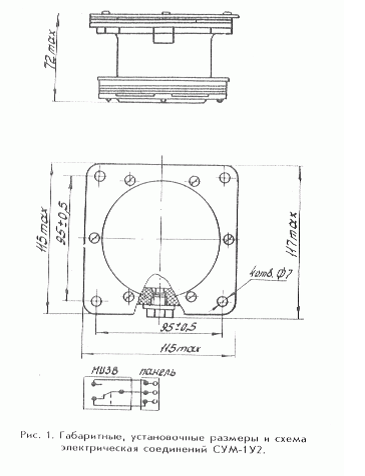 72max
115max
95±0,5
117max
4отв. Ф7
95±0,5
115max
МИ3В
панель
Рис. 1. Габаритные, установочные размеры и схема
электрическая соединений СУМ-1У2.